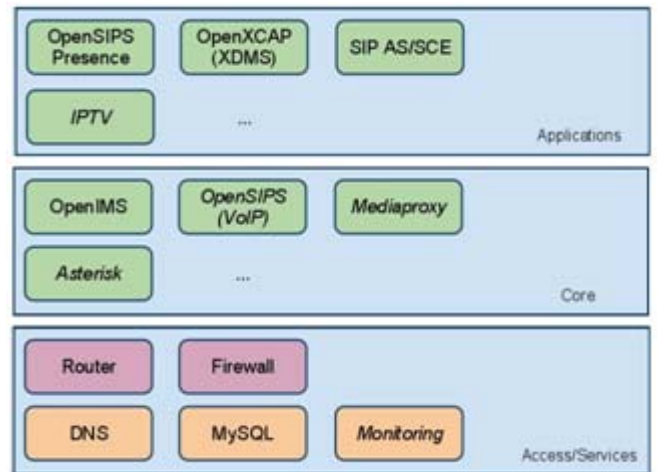 OpenSIPS
Presence
OpenXCAP
(XDMS)
SIP AS/SCE
IPTV
...
Applications
OpenIMS
OpenSIPS
(VoIP)
Mediaproxy
Asterisk
...
Core
Router
Firewall
DNS
MySQL
Monitoring
Access/Services